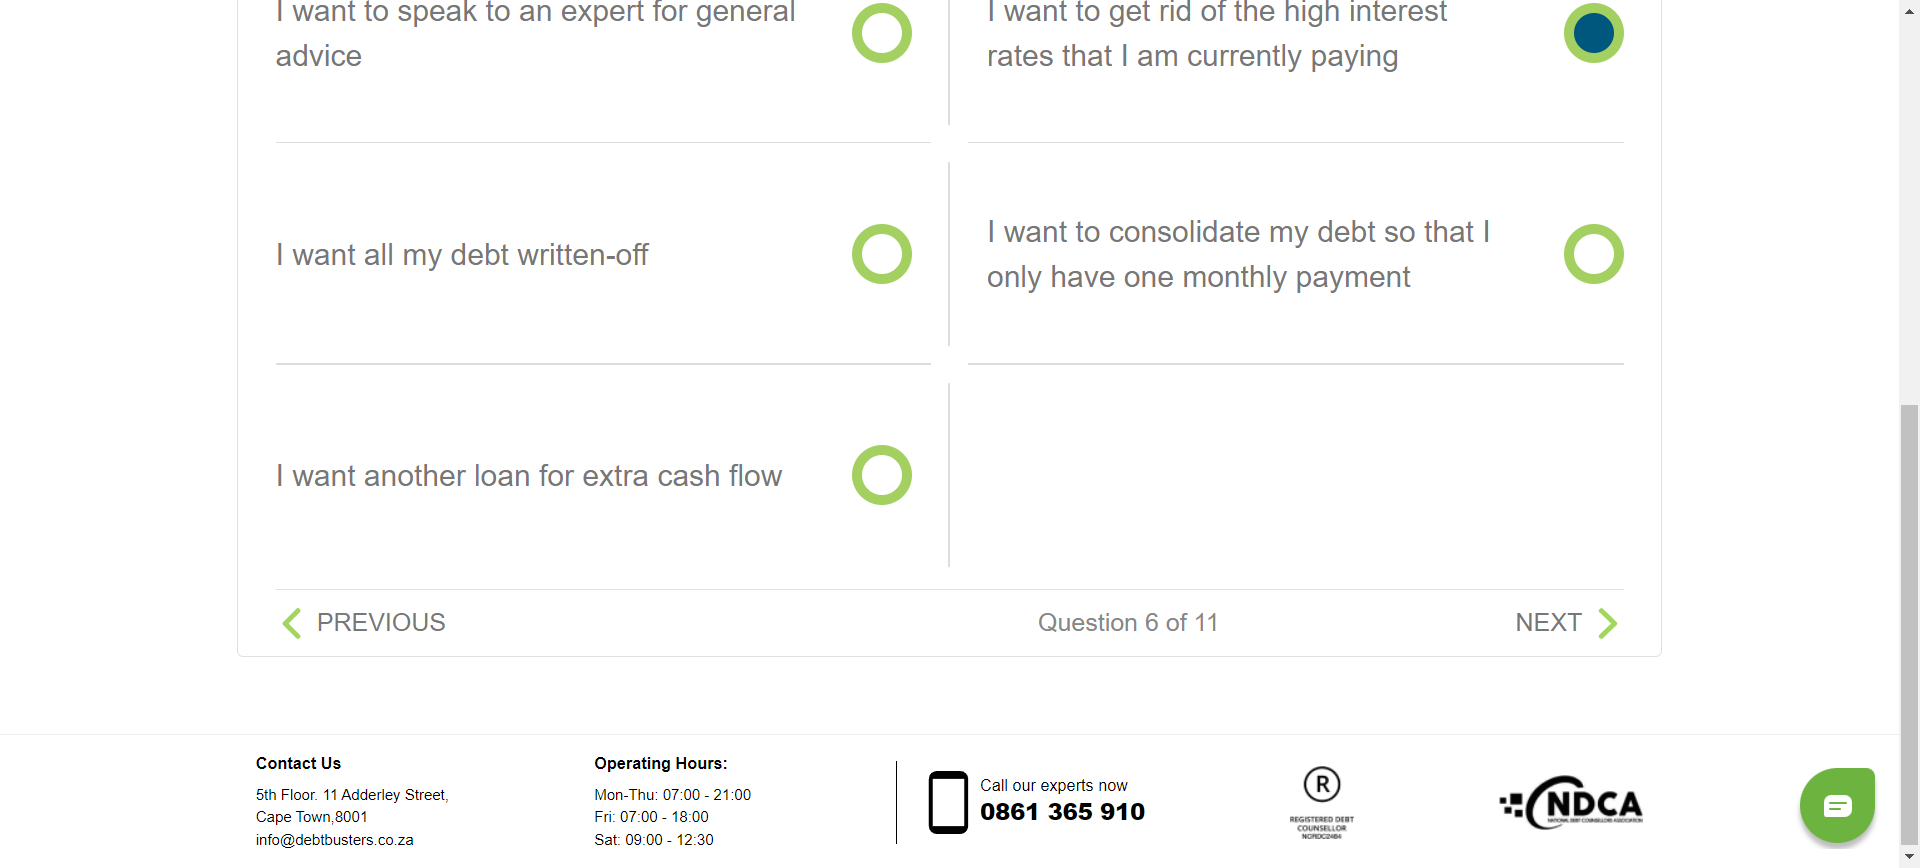 I want to speak to an expert for general
advice
I want to get rid of the high interest
rates that I am currently paying
I want all my debt written-off
I want to consolidate my debt so that I
only have one monthly payment
I want another loan for extra cash flow
PREVIOUS
Question 6 of 11
NEXT
Contact Us
5th Floor. 11 Adderley Street,
Cape Town,8001
info@debtbusters.co.za
Operating Hours:
Mon-Thu: 07:00 - 21:00
Fri: 07:00 - 18:00
Sat: 09:00 - 12:30
Call our experts now
0861 365 910
R
REGISTERED DEBT
COUNSELLOR
NCRDC2484
NDCA
NATIONAL DEBT COUNSELLORS ASSOCIATION